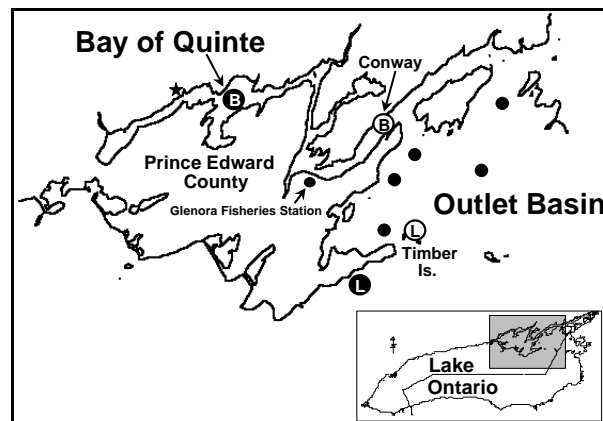 Bay of Quinte
Conway
B
B
Prince Edward
County
Glenora Fisheries Station
Outlet Basin
L
Timber
Is.
L
Lake
Ontario